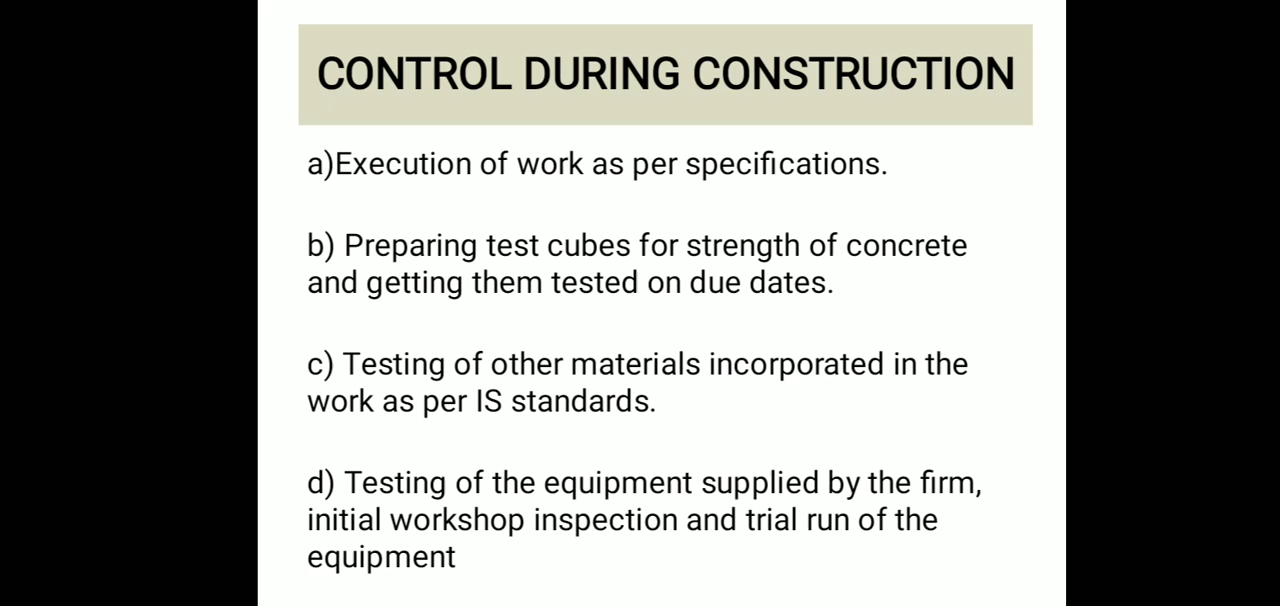 CONTROL DURING CONSTRUCTION
a)Execution of work as per specifications.
b) Preparing test cubes for strength of concrete
and getting them tested on due dates.
c) Testing of other materials incorporated in the
work as per IS standards.
d) Testing of the equipment supplied by the firm,
initial workshop inspection and trial run of the
equipment